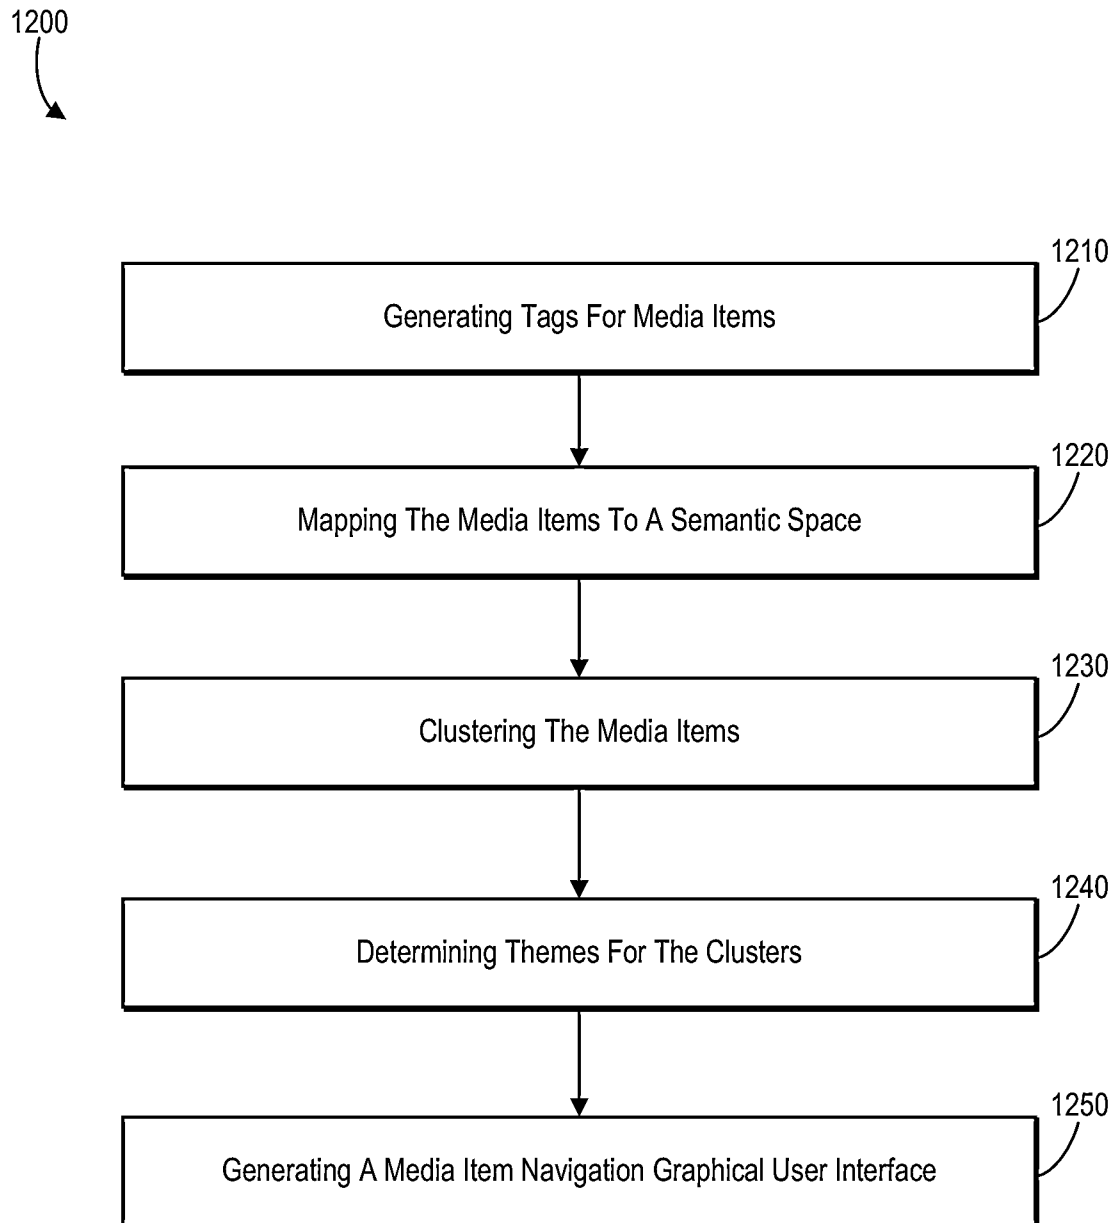 1200
1210
Generating Tags For Media Items
1220
Mapping The Media Items To A Semantic Space
1230
Clustering The Media Items
1240
Determining Themes For The Clusters
1250
Generating A Media Item Navigation Graphical User Interface